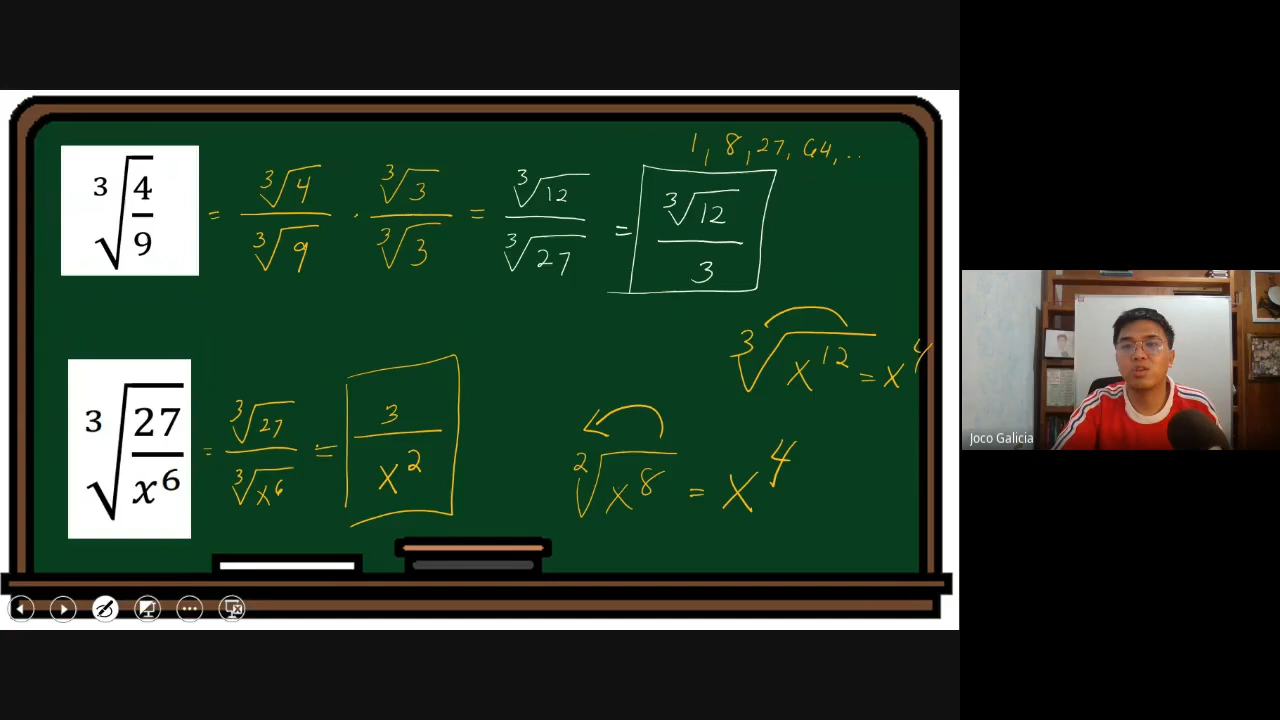 1, 8, 27, 64, ..
∛(4/9) = ∛4/∛9 · ∛3/∛3 = ∛12/∛27 = ∛12/3
∛x¹² = x⁴
∛(27/x⁶) = ∛27/∛x⁶ = 3/x²
²√x⁸ = x⁴
Joco Galicia